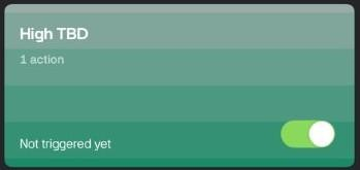 High TBD
1 action
Not triggered yet